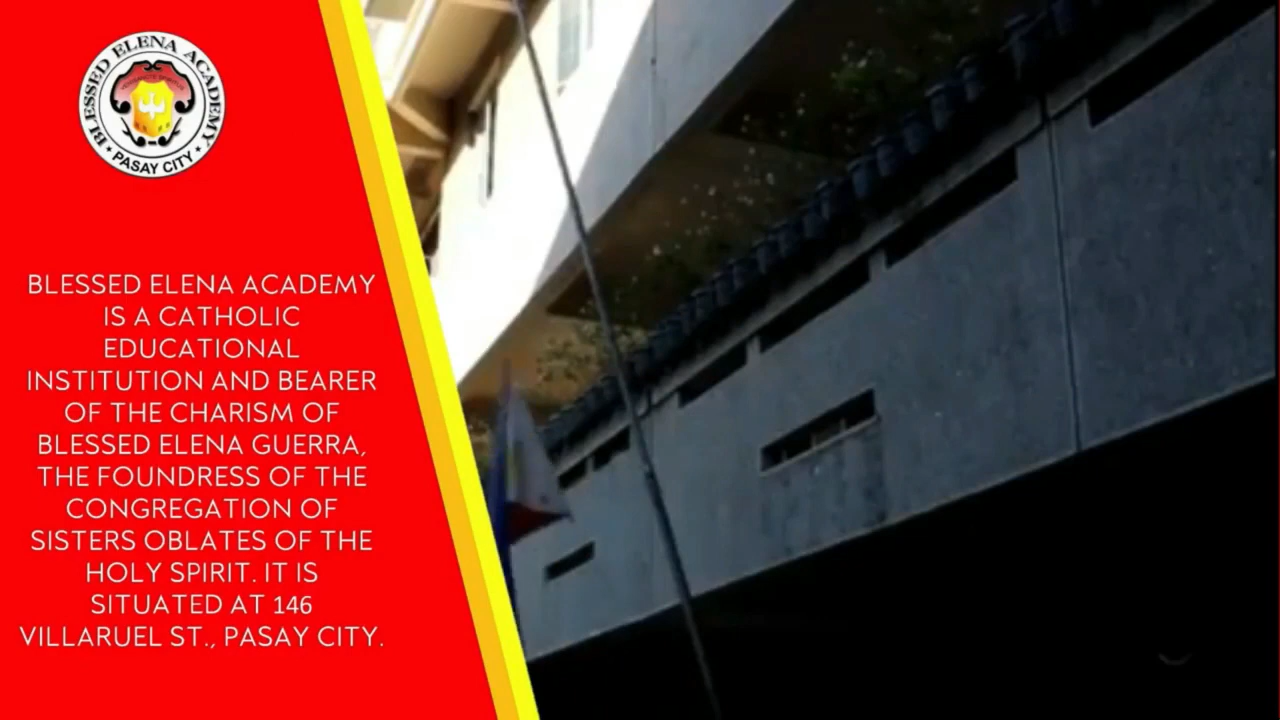 BLESSED ELENA ACADEMY
PASAY CITY
BLESSED ELENA ACADEMY
IS A CATHOLIC
EDUCATIONAL
INSTITUTION AND BEARER
OF THE CHARISM OF
BLESSED ELENA GUERRA,
THE FOUNDRESS OF THE
CONGREGATION OF
SISTERS OBLATES OF THE
HOLY SPIRIT. IT IS
SITUATED AT 146
VILLARUEL ST., PASAY CITY.